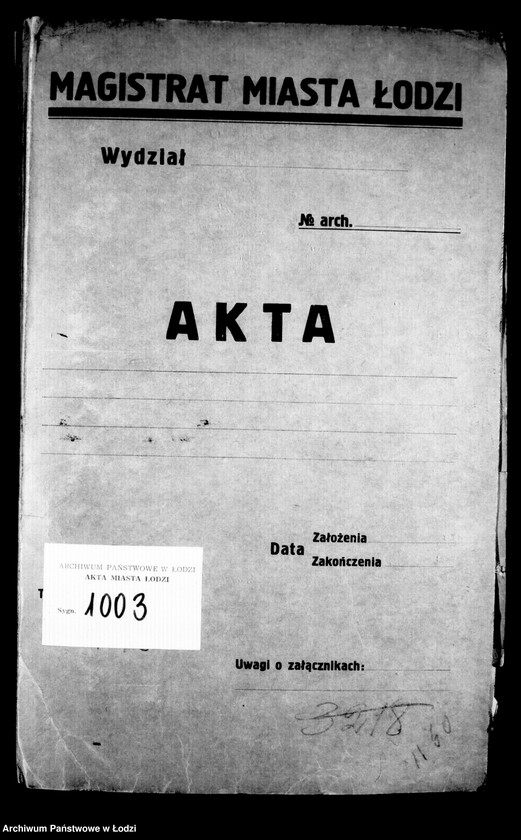 MAGISTRAT MIASTA ŁODZI
Wydział
№ arch.
AKTA
Data Założenia
Zakończenia
ARCHIWUM PAŃSTWOWE W ŁODZI
AKTA MIASTA ŁODZI
T
Sygn. 1003
Uwagi o załącznikach:
3218
Archiwum Państwowe w Łodzi